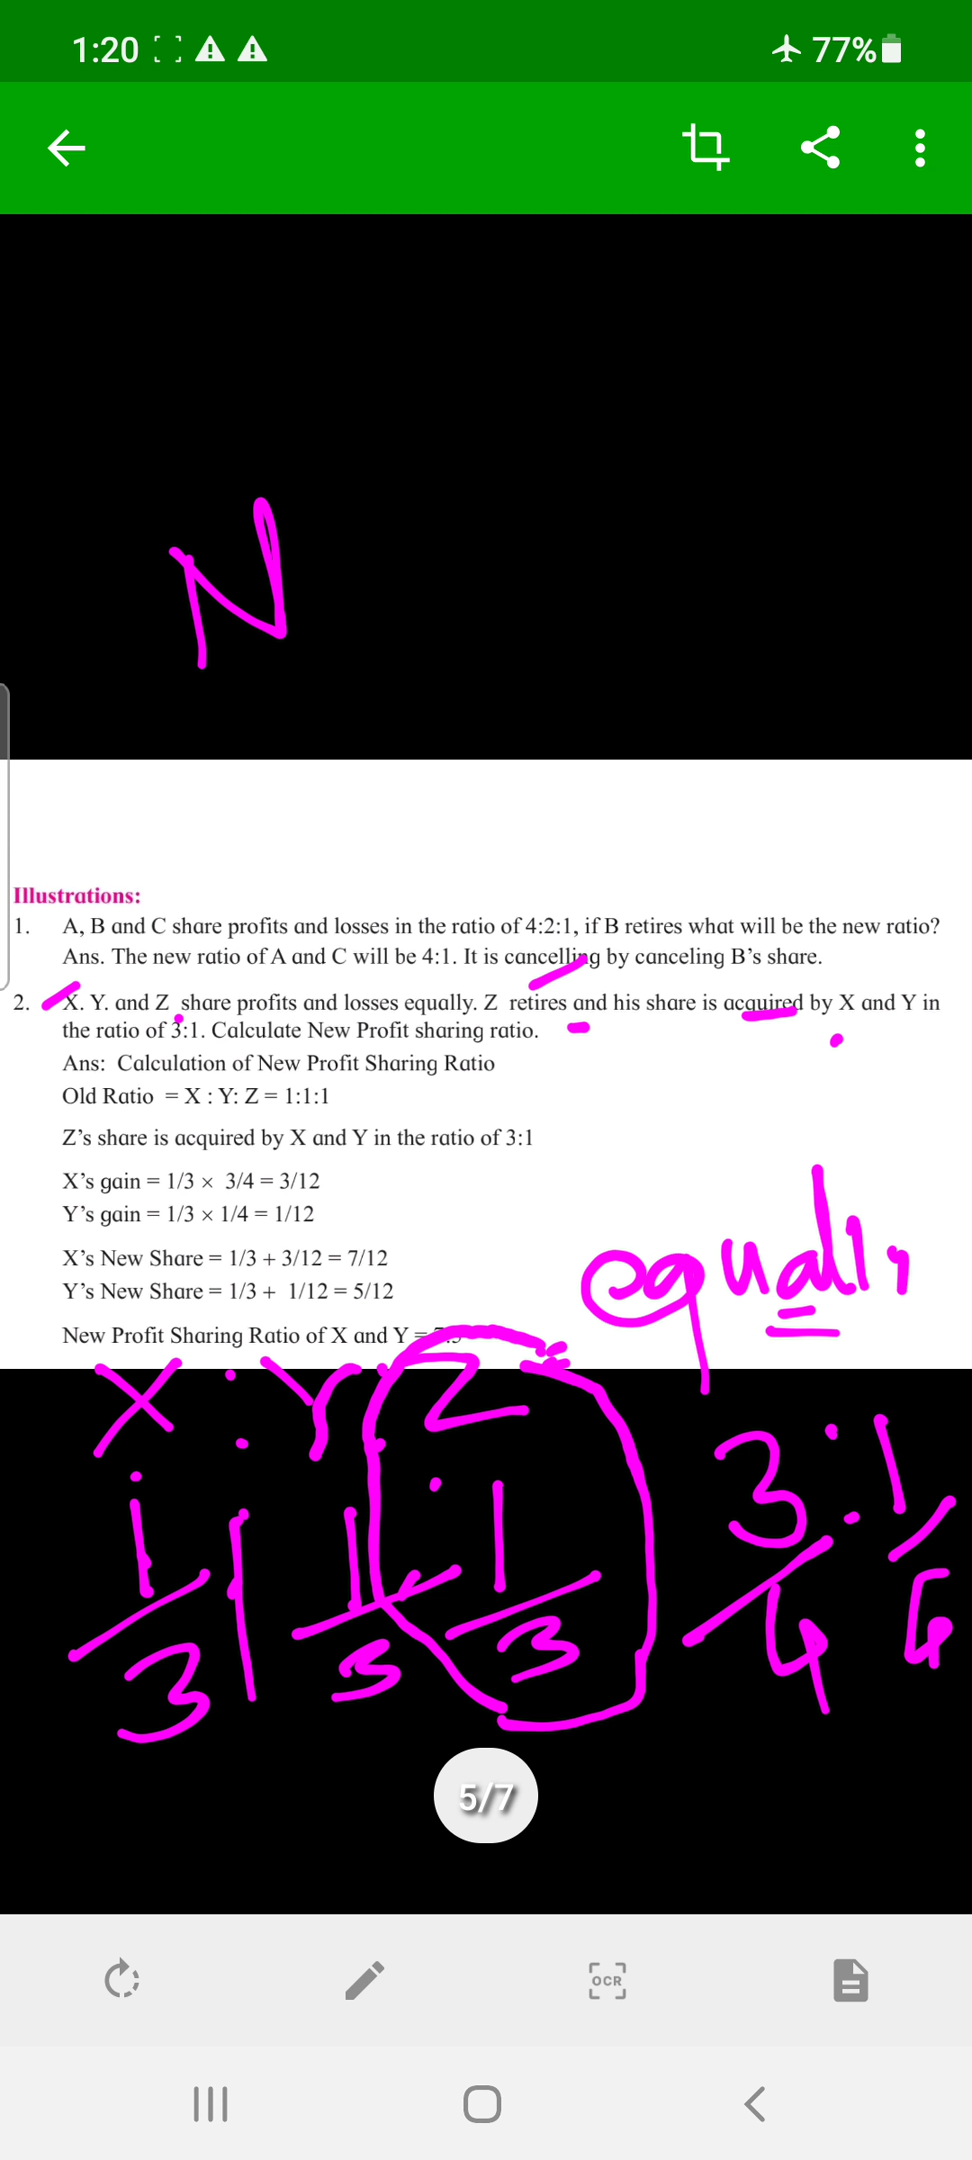 1:20 77%
N
Illustrations:
1. A, B and C share profits and losses in the ratio of 4:2:1, if B retires what will be the new ratio?
Ans. The new ratio of A and C will be 4:1. It is cancelling by canceling B’s share.
2. X. Y. and Z share profits and losses equally. Z retires and his share is acquired by X and Y in
the ratio of 3:1. Calculate New Profit sharing ratio.
Ans: Calculation of New Profit Sharing Ratio
Old Ratio = X : Y: Z = 1:1:1
Z’s share is acquired by X and Y in the ratio of 3:1
X’s gain = 1/3 × 3/4 = 3/12
Y’s gain = 1/3 × 1/4 = 1/12
X’s New Share = 1/3 + 3/12 = 7/12
Y’s New Share = 1/3 + 1/12 = 5/12
equally
New Profit Sharing Ratio of X and Y =
X : Y Z
1/3 1/3 1/3 3/4 : 1/4
5/7
OCR